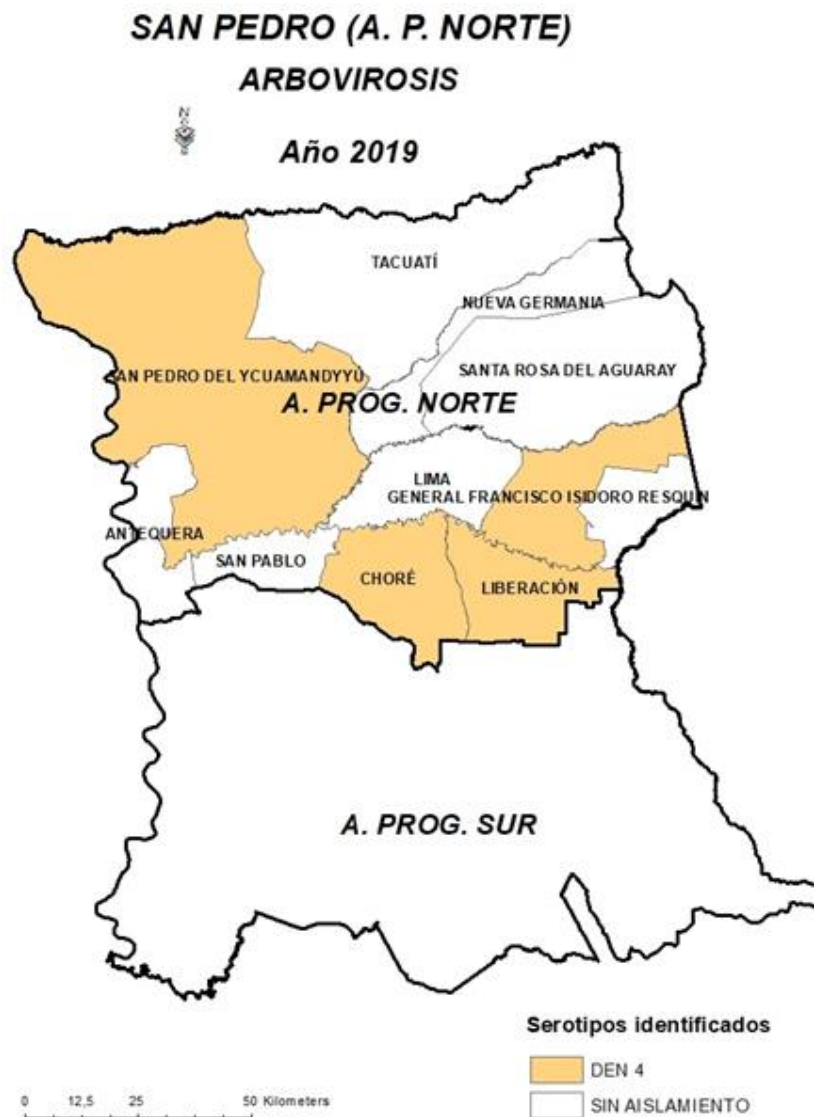 SAN PEDRO (A. P. NORTE)
ARBOVIROSIS
N
Año 2019
TACUATÍ
NUEVA GERMANIA
SANTA ROSA DEL AGUARAY
SAN PEDRO DEL YCUAMANDYYÚ
A. PROG. NORTE
LIMA
GENERAL FRANCISCO ISIDORO RESQUIN
ANTEQUERA
SAN PABLO
CHORÉ
LIBERACIÓN
A. PROG. SUR
Serotipos identificados
DEN 4
SIN AISLAMIENTO
0 12,5 25 50 Kilometers